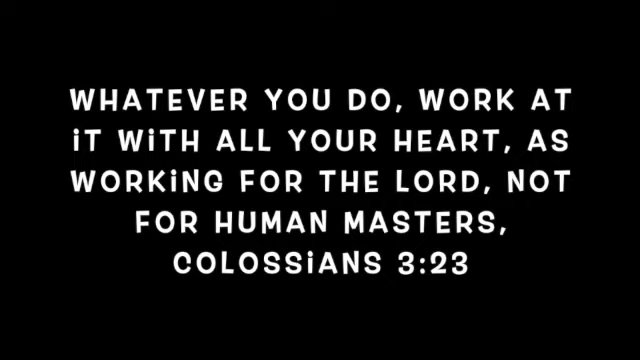 WHATEVER YOU DO, WORK AT
iT WiTH ALL YOUR HEART, AS
WORKiNG FOR THE LORD, NOT
FOR HUMAN MASTERS,
COLOSSiANS 3:23